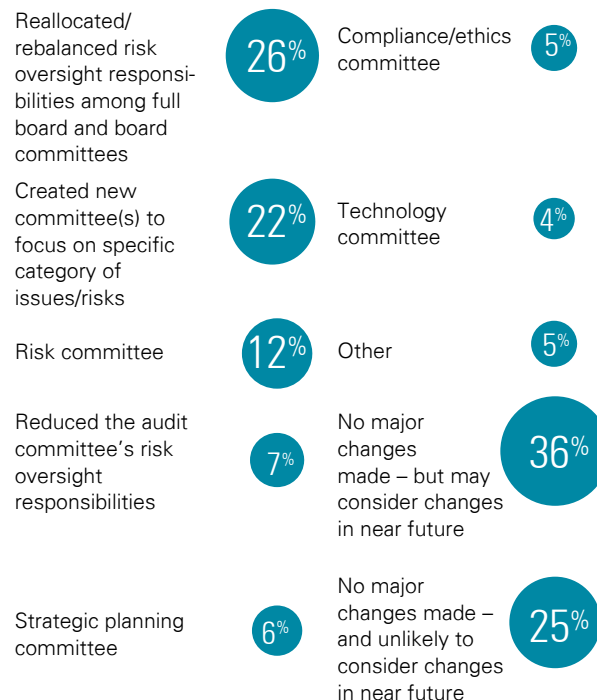 Reallocated/
rebalanced risk
oversight responsi-
bilities among full
board and board
committees
26%
Created new
committee(s) to
focus on specific
category of
issues/risks
22%
Risk committee
12%
Reduced the audit
committee's risk
oversight
responsibilities
7%
Strategic planning
committee
6%
Compliance/ethics
committee
5%
Technology
committee
4%
Other
5%
No major
changes
made – but may
consider changes
in near future
36%
No major
changes made –
and unlikely to
consider changes
in near future
25%